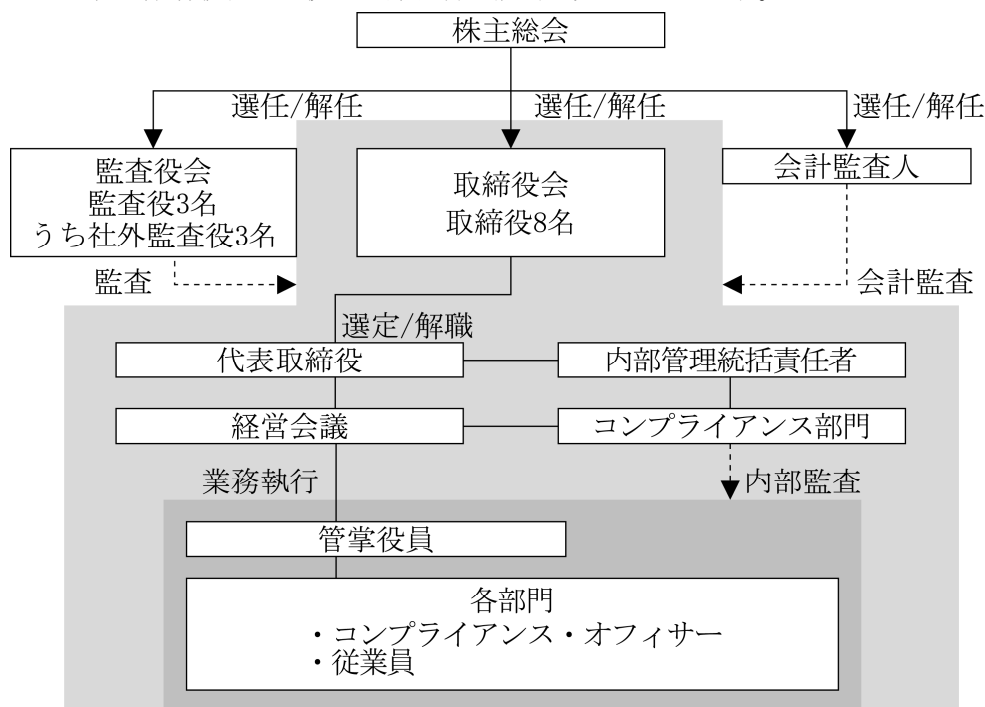 株主総会
選任/解任
選任/解任
選任/解任
監査役会
監査役3名
うち社外監査役3名
取締役会
取締役8名
会計監査人
監査
会計監査
選定/解職
代表取締役
内部管理統括責任者
経営会議
コンプライアンス部門
業務執行
内部監査
管掌役員
各部門
・コンプライアンス・オフィサー
・従業員